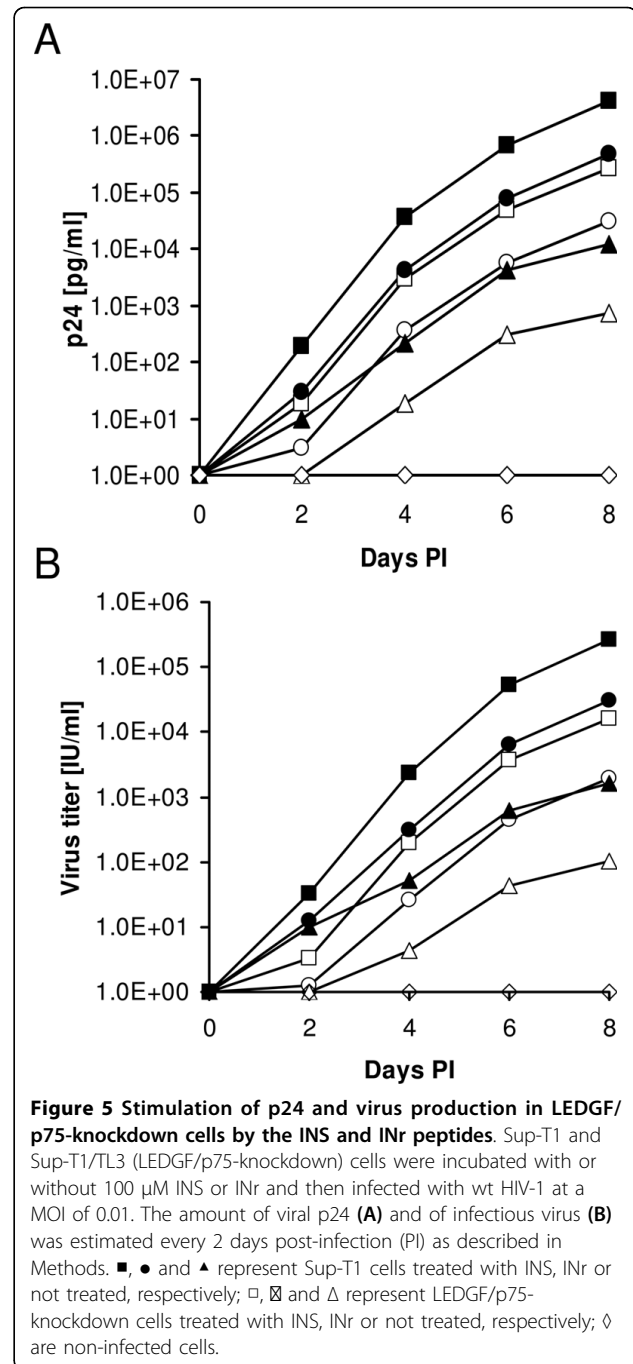 A
1.0E+07
1.0E+06
1.0E+05
1.0E+04
1.0E+03
1.0E+02
1.0E+01
1.0E+00
p24 [pg/ml]
0 2 4 6 8
Days PI
B
1.0E+06
1.0E+05
1.0E+04
1.0E+03
1.0E+02
1.0E+01
1.0E+00
Virus titer [IU/ml]
0 2 4 6 8
Days PI
Figure 5 Stimulation of p24 and virus production in LEDGF/
p75-knockdown cells by the INS and INr peptides. Sup-T1 and
Sup-T1/TL3 (LEDGF/p75-knockdown) cells were incubated with or
without 100 μM INS or INr and then infected with wt HIV-1 at a
MOI of 0.01. The amount of viral p24 (A) and of infectious virus (B)
was estimated every 2 days post-infection (PI) as described in
Methods. ■, ● and ▲ represent Sup-T1 cells treated with INS, INr or
not treated, respectively; □, ☒ and Δ represent LEDGF/p75-
knockdown cells treated with INS, INr or not treated, respectively; ◊
are non-infected cells.